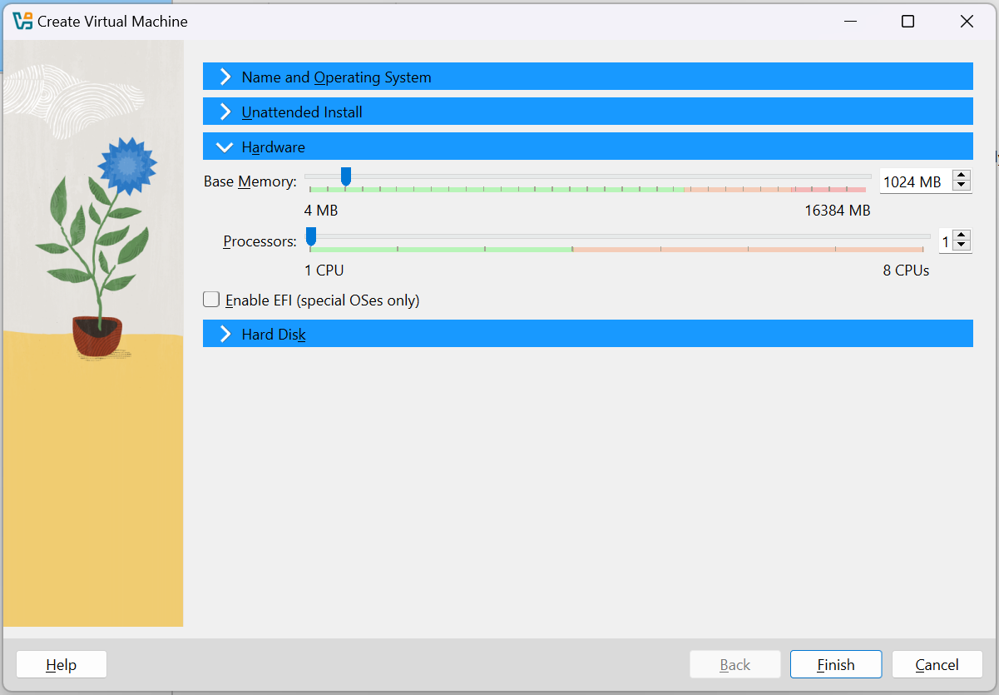 Create Virtual Machine
Name and Operating System
Unattended Install
Hardware
Base Memory: 1024 MB
4 MB 16384 MB
Processors: 1
1 CPU 8 CPUs
Enable EFI (special OSes only)
Hard Disk
Help Back Finish Cancel